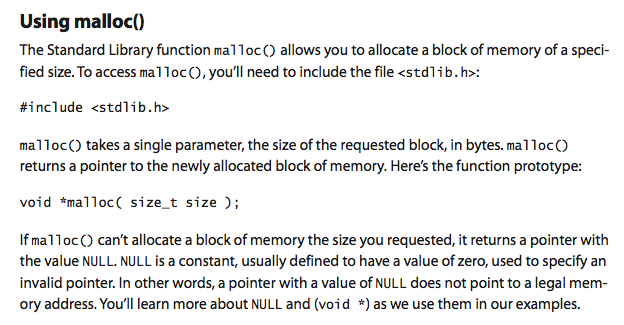 Using malloc()
The Standard Library function malloc() allows you to allocate a block of memory of a speci-
fied size. To access malloc(), you’ll need to include the file <stdlib.h>:
#include <stdlib.h>
malloc() takes a single parameter, the size of the requested block, in bytes. malloc()
returns a pointer to the newly allocated block of memory. Here’s the function prototype:
void *malloc( size_t size );
If malloc() can’t allocate a block of memory the size you requested, it returns a pointer with
the value NULL. NULL is a constant, usually defined to have a value of zero, used to specify an
invalid pointer. In other words, a pointer with a value of NULL does not point to a legal mem-
ory address. You’ll learn more about NULL and (void *) as we use them in our examples.